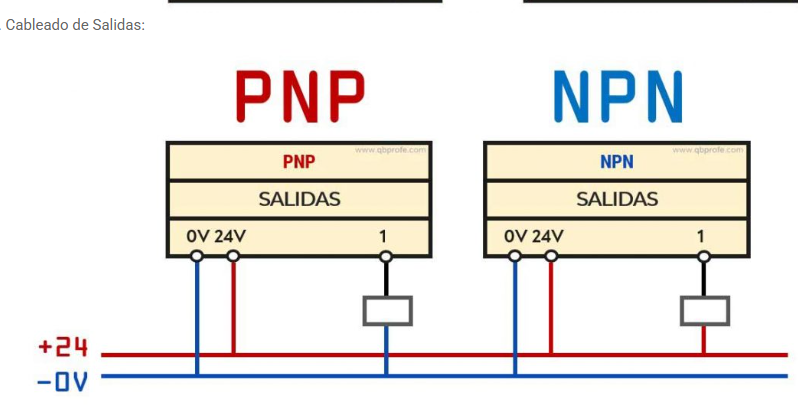 . Cableado de Salidas:
PNP
NPN
www.qbprofe.com
PNP
SALIDAS
0V 24V 1
www.qbprofe.com
NPN
SALIDAS
0V 24V 1
+24
-0V